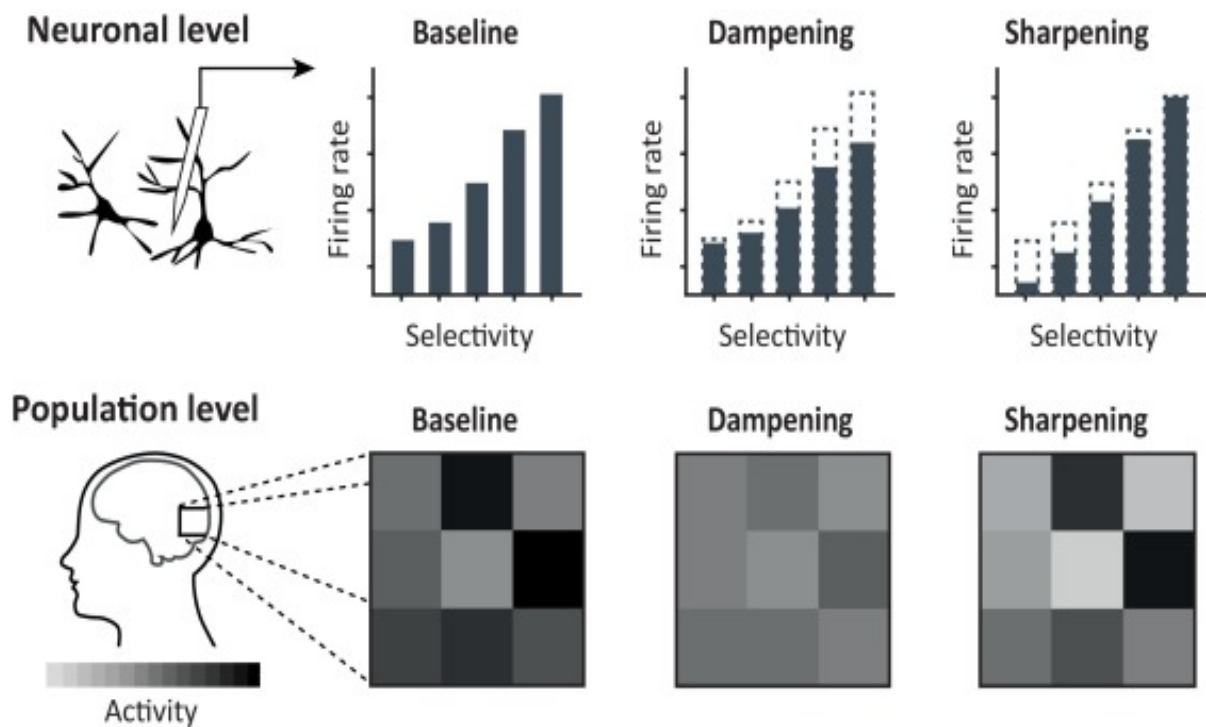 Neuronal level
Baseline
Dampening
Sharpening
Firing rate
Firing rate
Firing rate
Selectivity
Selectivity
Selectivity
Population level
Baseline
Dampening
Sharpening
Activity